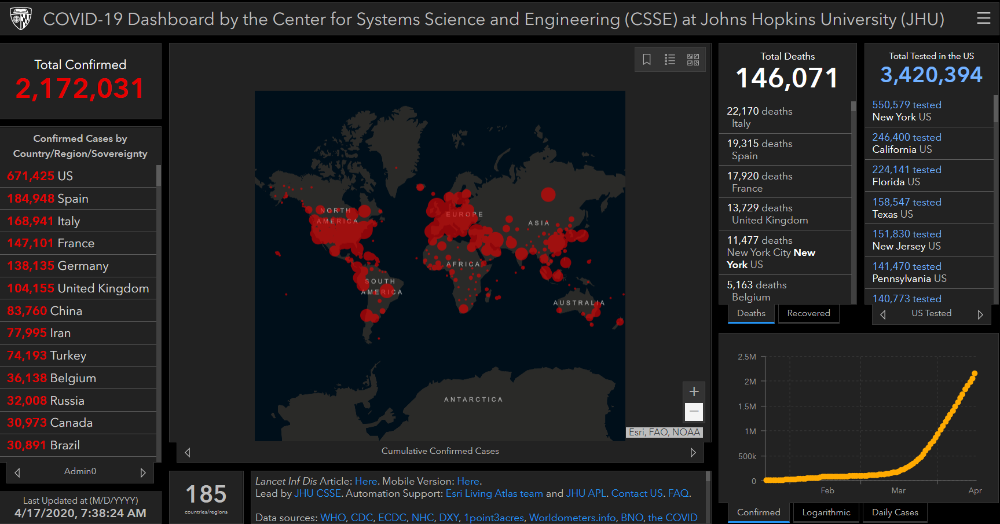 COVID-19 Dashboard by the Center for Systems Science and Engineering (CSSE) at Johns Hopkins University (JHU)
Total Confirmed
2,172,031
Confirmed Cases by
Country/Region/Sovereignty
671,425 US
184,948 Spain
168,941 Italy
147,101 France
138,135 Germany
104,155 United Kingdom
83,760 China
77,995 Iran
74,193 Turkey
36,138 Belgium
32,008 Russia
30,973 Canada
30,891 Brazil
Admin0
Last Updated at (M/D/YYYY)
4/17/2020, 7:38:24 AM
NORTH
AMERICA
EUROPE
ASIA
AFRICA
SOUTH
AMERICA
AUSTRALIA
ANTARCTICA
Esri, FAO, NOAA
Cumulative Confirmed Cases
185
countries/regions
Lancet Inf Dis Article: Here. Mobile Version: Here.
Lead by JHU CSSE. Automation Support: Esri Living Atlas team and JHU APL. Contact US. FAQ.
Data sources: WHO, CDC, ECDC, NHC, DXY, 1point3acres, Worldometers.info, BNO, the COVID
Total Deaths
146,071
22,170 deaths
Italy
19,315 deaths
Spain
17,920 deaths
France
13,729 deaths
United Kingdom
11,477 deaths
New York City New
York US
5,163 deaths
Belgium
Deaths
Recovered
Total Tested in the US
3,420,394
550,579 tested
New York US
246,400 tested
California US
224,141 tested
Florida US
158,547 tested
Texas US
151,830 tested
New Jersey US
141,470 tested
Pennsylvania US
140,773 tested
US Tested
2.5M
2M
1.5M
1M
500k
0
Feb
Mar
Apr
Confirmed
Logarithmic
Daily Cases